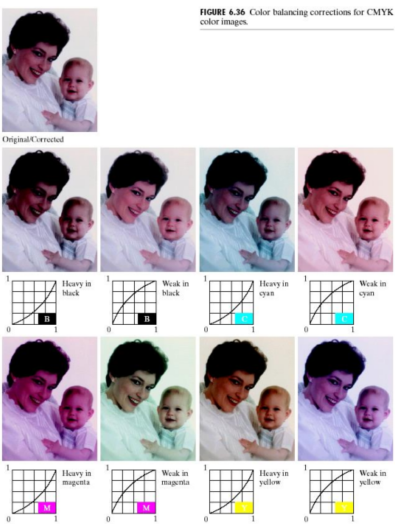 FIGURE 6.36 Color balancing corrections for CMYK
color images.
Original/Corrected
1
Heavy in
black
B
0 1
1
Weak in
black
B
0 1
1
Heavy in
cyan
C
0 1
1
Weak in
cyan
C
0 1
1
Heavy in
magenta
M
0 1
1
Weak in
magenta
M
0 1
1
Heavy in
yellow
Y
0 1
1
Weak in
yellow
Y
0 1